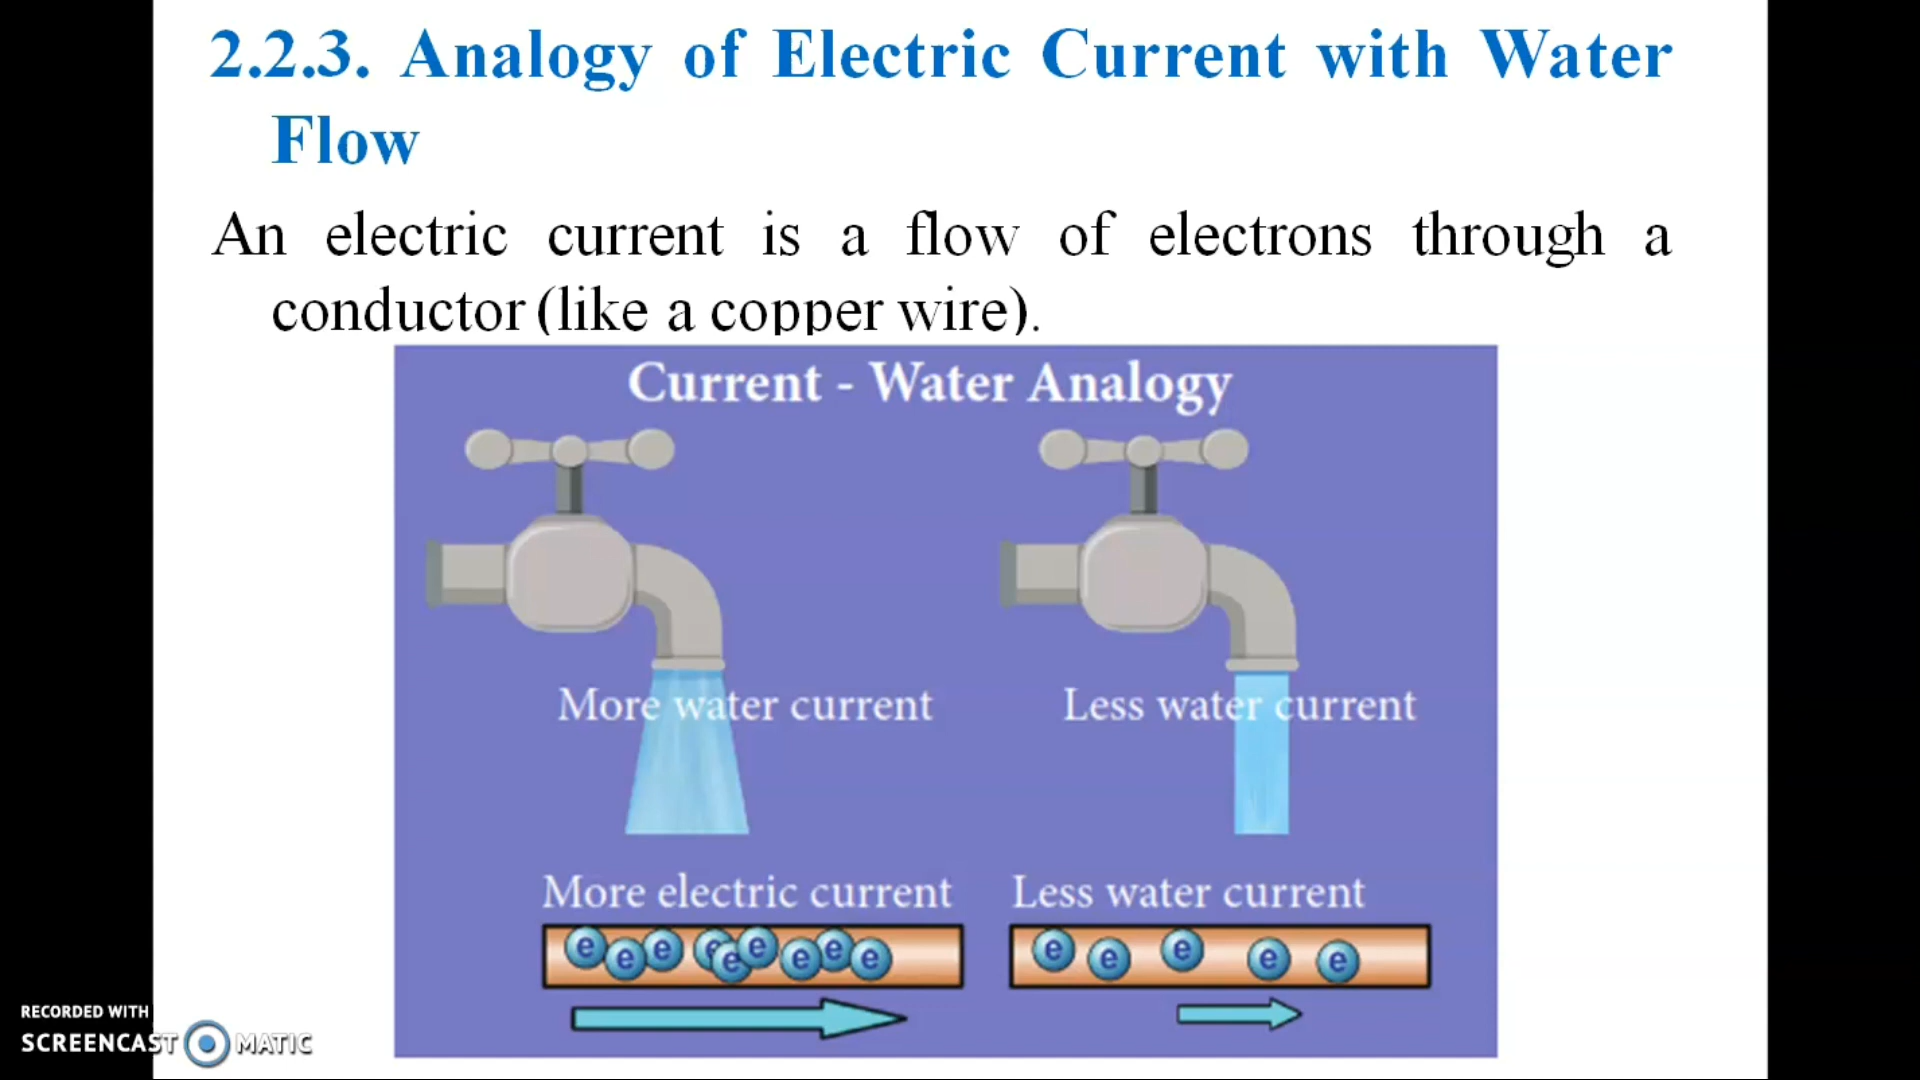 2.2.3. Analogy of Electric Current with Water
Flow
An electric current is a flow of electrons through a
conductor (like a copper wire).
Current - Water Analogy
More water current
Less water current
More electric current
Less water current
e e e e e e e e e
e e e e e
RECORDED WITH
SCREENCAST MATIC